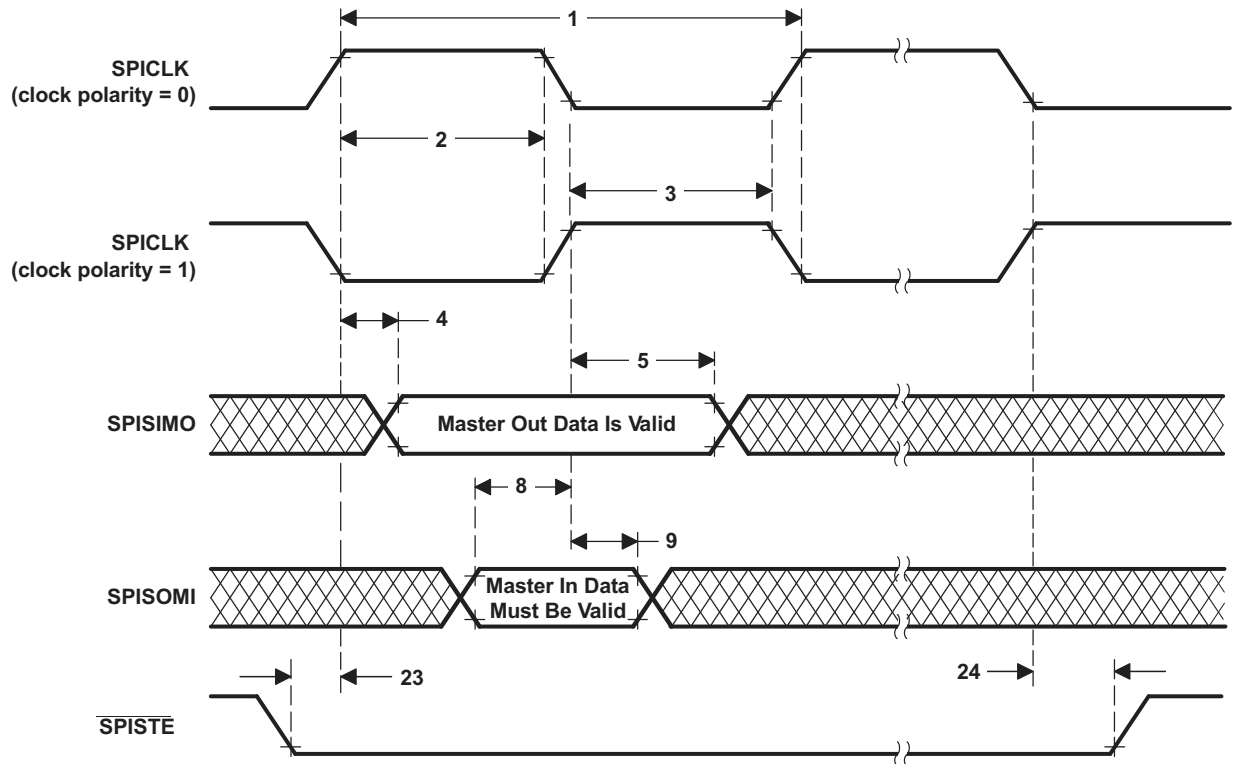 1
SPICLK
(clock polarity = 0)
2
3
SPICLK
(clock polarity = 1)
4
5
SPISIMO
Master Out Data Is Valid
8
9
SPISOMI
Master In Data
Must Be Valid
23
24
SPISTE